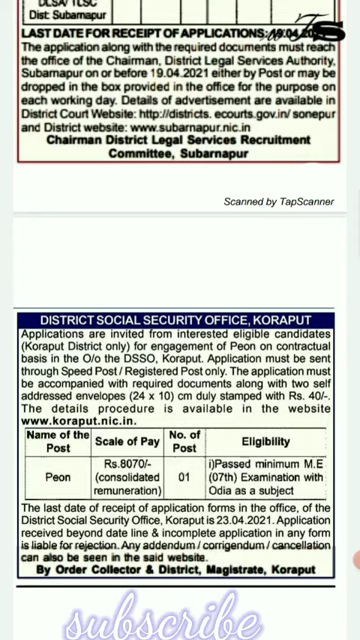 DLSA/TLSC
Dist: Subarnapur
LAST DATE FOR RECEIPT OF APPLICATIONS: 19.04.2021
The application along with the required documents must reach
the office of the Chairman, District Legal Services Authority,
Subarnapur on or before 19.04.2021 either by Post or may be
dropped in the box provided in the office for the purpose on
each working day. Details of advertisement are available in
District Court Website: http://districts. ecourts.gov.in/ sonepur
and District website: www.subarnapur.nic.in
Chairman District Legal Services Recruitment
Committee, Subarnapur
Scanned by TapScanner
DISTRICT SOCIAL SECURITY OFFICE, KORAPUT
Applications are invited from interested eligible candidates
(Koraput District only) for engagement of Peon on contractual
basis in the O/o the DSSO, Koraput. Application must be sent
through Speed Post / Registered Post only. The application must
be accompanied with required documents along with two self
addressed envelopes (24 x 10) cm duly stamped with Rs. 40/-.
The details procedure is available in the website
www.koraput.nic.in.
Name of the Post Scale of Pay No. of Post Eligibility
Peon Rs.8070/- (consolidated remuneration) 01 i)Passed minimum M.E (07th) Examination with Odia as a subject
The last date of receipt of application forms in the office, of the
District Social Security Office, Koraput is 23.04.2021. Application
received beyond date line & incomplete application in any form
is liable for rejection. Any addendum / corrigendum / cancellation
can also be seen in the said website.
By Order Collector & District, Magistrate, Koraput
subscribe